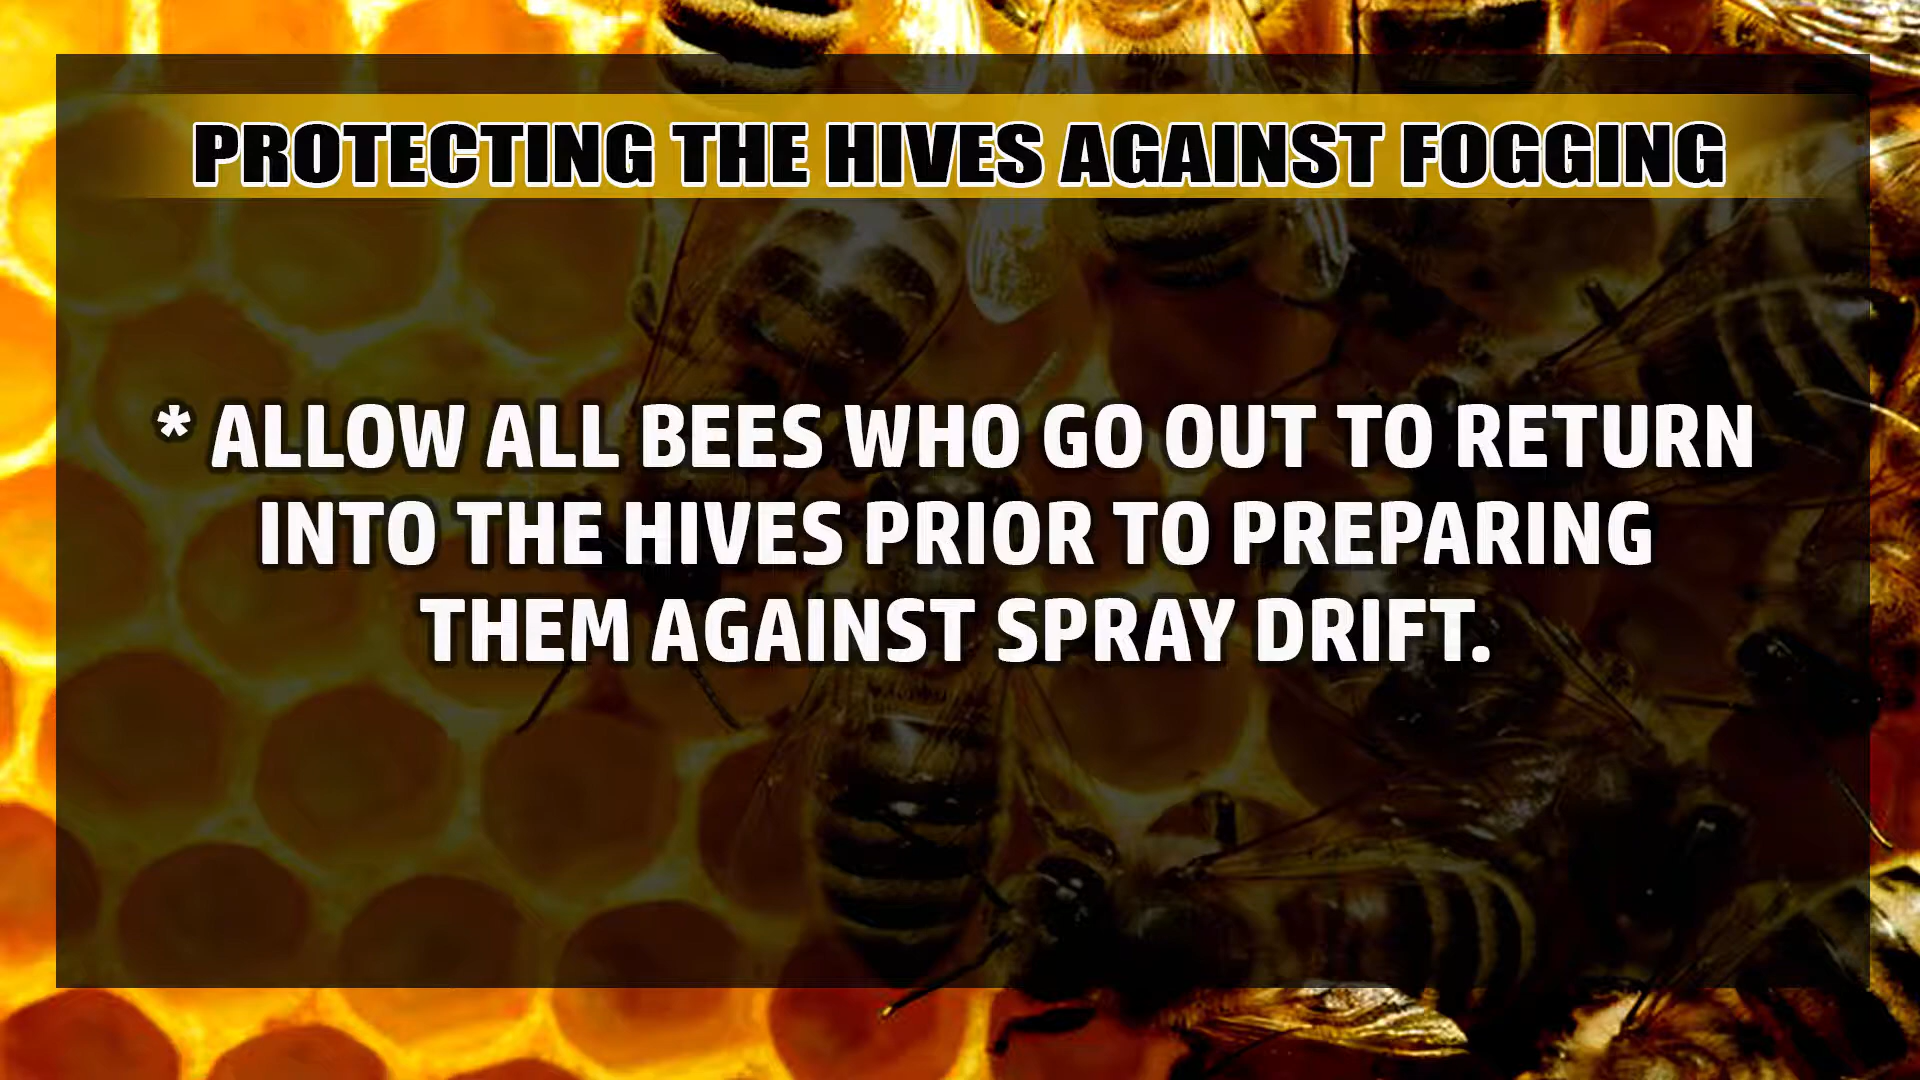 PROTECTING THE HIVES AGAINST FOGGING
* ALLOW ALL BEES WHO GO OUT TO RETURN
INTO THE HIVES PRIOR TO PREPARING
THEM AGAINST SPRAY DRIFT.